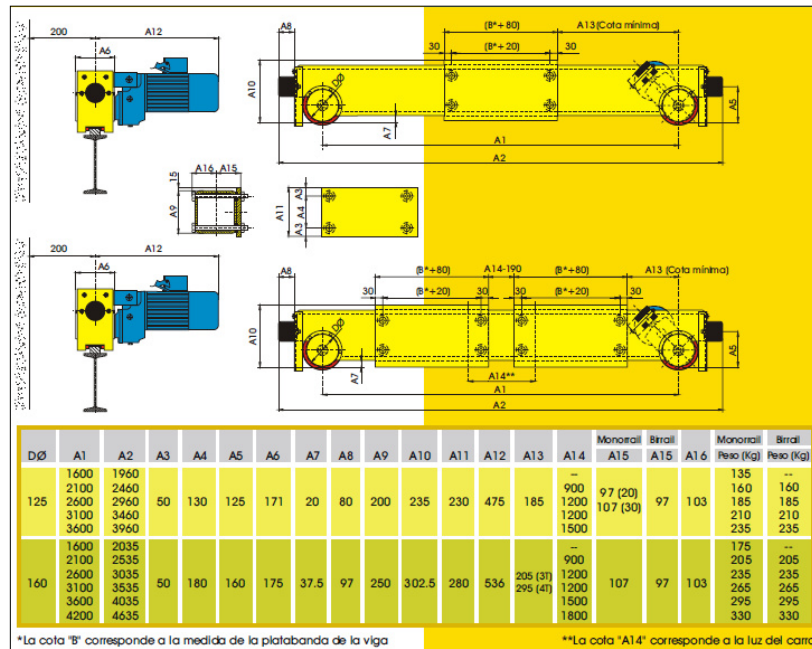 A8 (B*+80) A13 (Cota mínima)
200 A12
30 (B*+20) 30
A6
A10 DØ A5
A7
A1
A2
A16 A15
15 A9 A11 A3 A4 A3
200 A12
A6
A8 (B*+80) A14-190 (B*+80) A13 (Cota mínima)
30 (B*+20) 30 30 (B*+20) 30
A10 DØ A5
A7 A14**
A1
A2
Monorrail Birrail Monorrail Birrail
DØ A1 A2 A3 A4 A5 A6 A7 A8 A9 A10 A11 A12 A13 A14 A15 A15 A16 Peso (Kg) Peso (Kg)
1600 1960 -- 135 --
2100 2460 900 160 160
125 2600 2960 50 130 125 171 20 80 200 235 230 475 185 1200 97 (20) 107 (30) 97 103 185 185
3100 3460 1200 210 210
3600 3960 1500 235 235
1600 2035 -- 175 --
2100 2535 900 205 205
2600 3035 205 (3T) 1200 235 235
160 3100 3535 50 180 160 175 37.5 97 250 302.5 280 536 295 (4T) 1200 107 97 103 265 265
3600 4035 1500 295 295
4200 4635 1800 330 330
*La cota "B" corresponde a la medida de la platabanda de la viga **La cota "A14" corresponde a la luz del carro